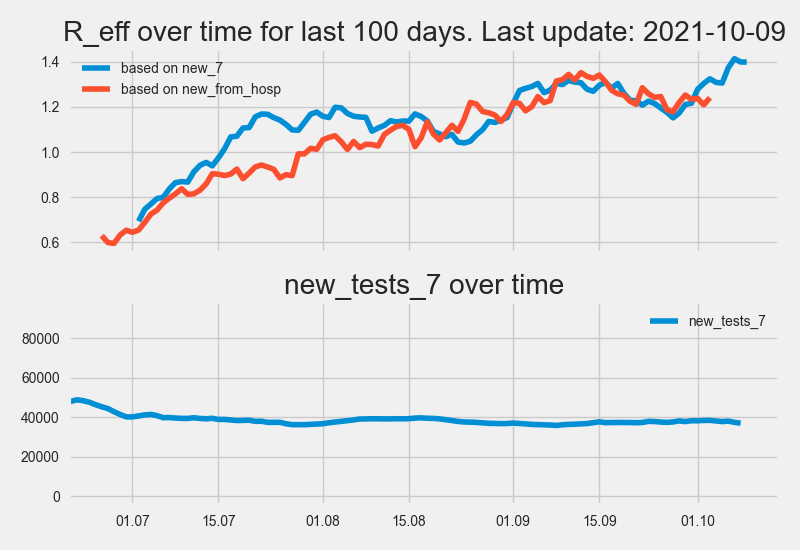 R_eff over time for last 100 days. Last update: 2021-10-09
1.4
based on new_7
based on new_from_hosp
1.2
1.0
0.8
0.6
new_tests_7 over time
new_tests_7
80000
60000
40000
20000
0
01.07 15.07 01.08 15.08 01.09 15.09 01.10